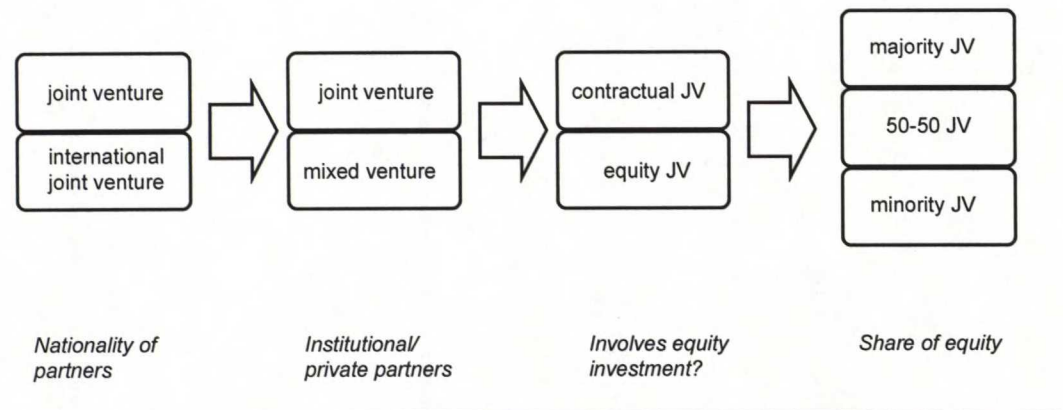 joint venture
international
joint venture
joint venture
mixed venture
contractual JV
equity JV
majority JV
50-50 JV
minority JV
Nationality of
partners
Institutional/
private partners
Involves equity
investment?
Share of equity